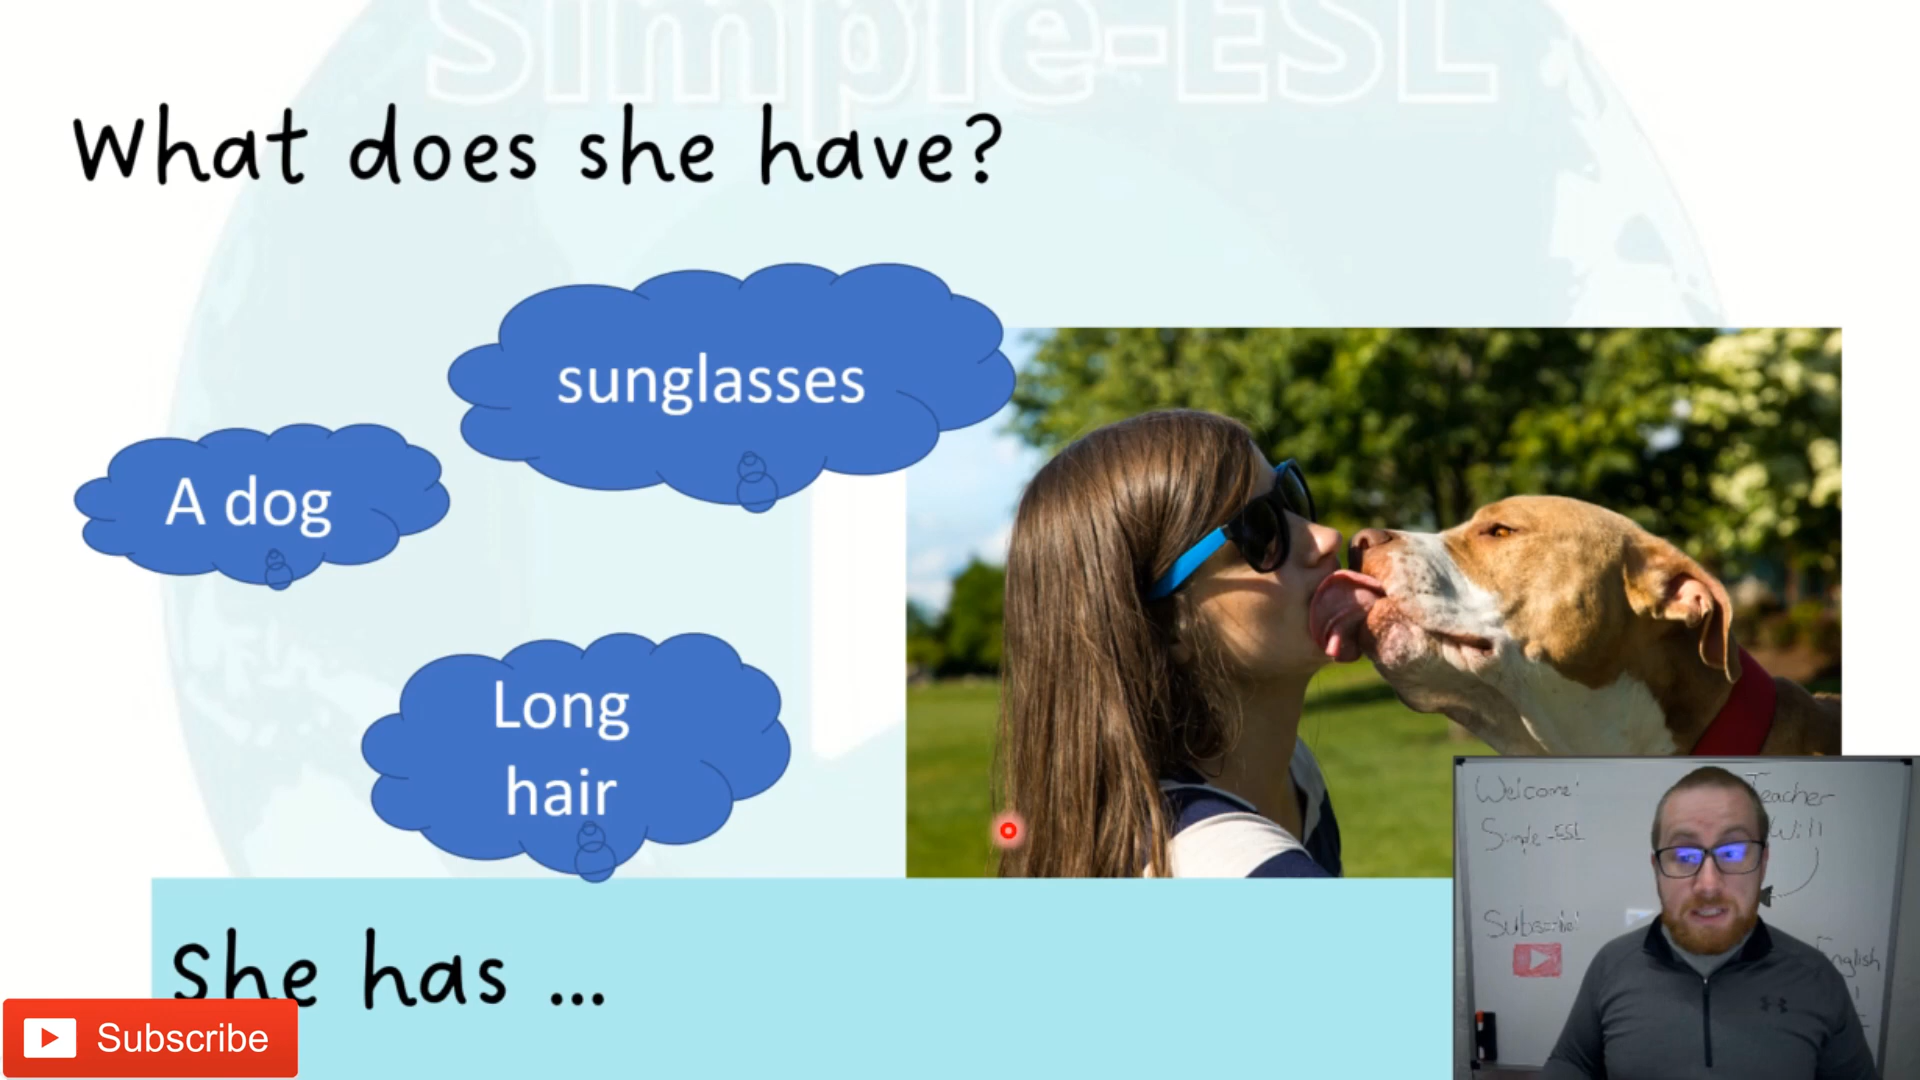 Simple-ESL
What does she have?
sunglasses
A dog
Long
hair
She has ...
Subscribe
Welcome!
Teacher
Simple-ESL
Will
Subscribe!
English